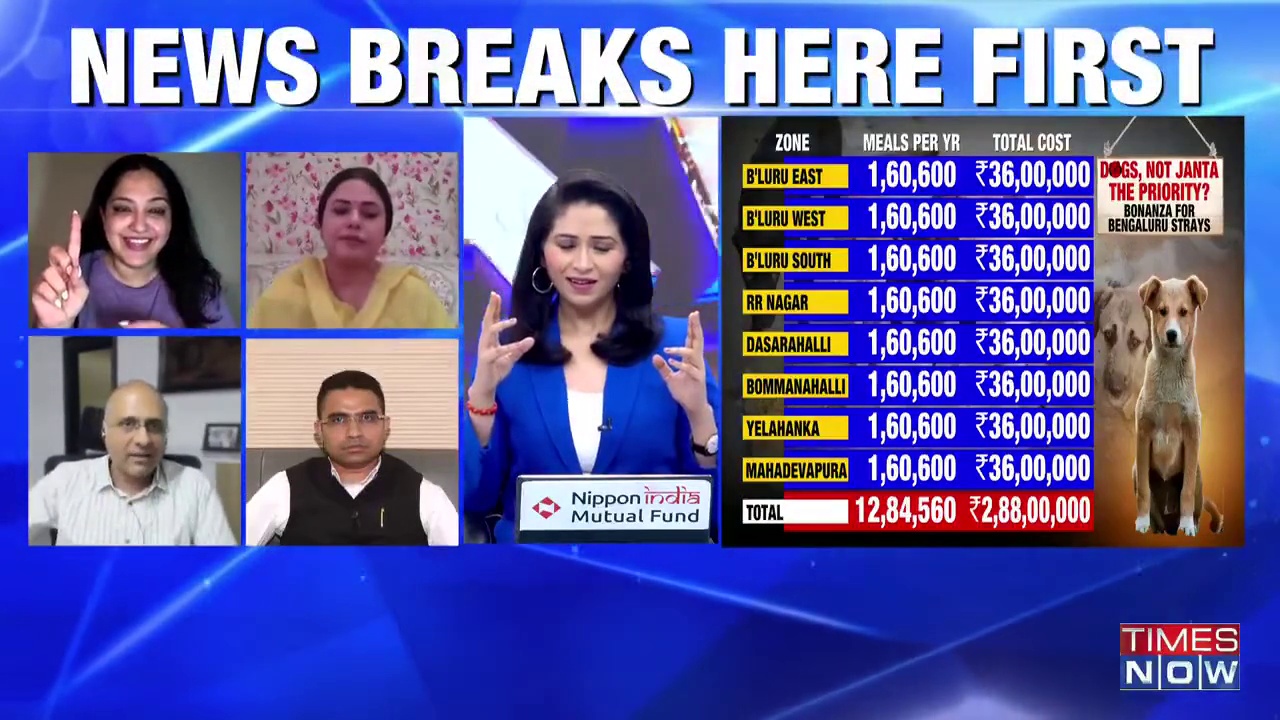 NEWS BREAKS HERE FIRST
ZONE MEALS PER YR TOTAL COST
B'LURU EAST 1,60,600 ₹36,00,000
B'LURU WEST 1,60,600 ₹36,00,000
B'LURU SOUTH 1,60,600 ₹36,00,000
RR NAGAR 1,60,600 ₹36,00,000
DASARAHALLI 1,60,600 ₹36,00,000
BOMMANAHALLI 1,60,600 ₹36,00,000
YELAHANKA 1,60,600 ₹36,00,000
MAHADEVAPURA 1,60,600 ₹36,00,000
TOTAL 12,84,560 ₹2,88,00,000
DOGS, NOT JANTA
THE PRIORITY?
BONANZA FOR
BENGALURU STRAYS
Nippon india
Mutual Fund
TIMES
NOW